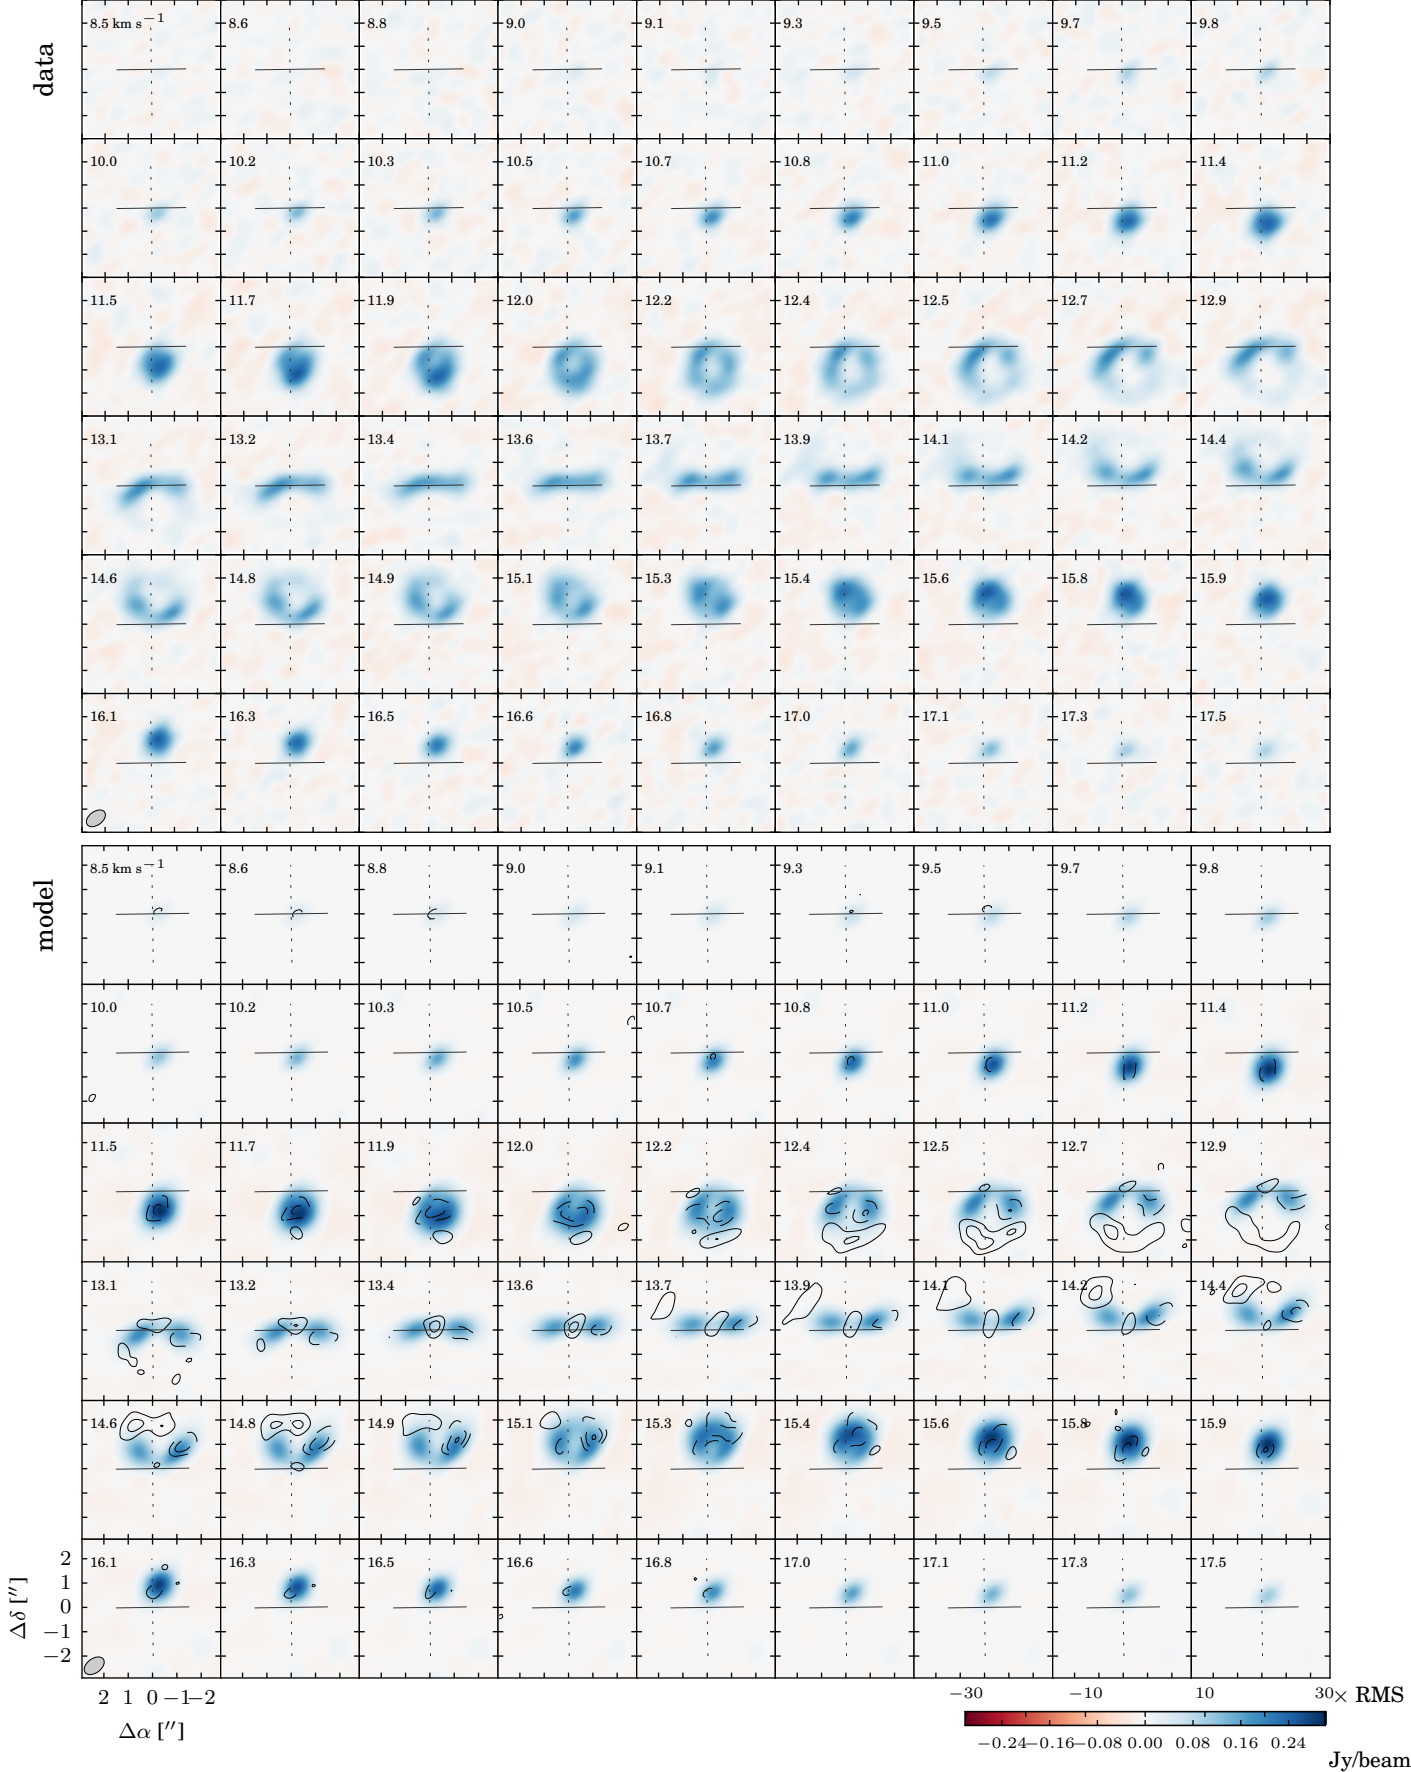 data
8.5 km s⁻¹ 8.6 8.8 9.0 9.1 9.3 9.5 9.7 9.8
10.0 10.2 10.3 10.5 10.7 10.8 11.0 11.2 11.4
11.5 11.7 11.9 12.0 12.2 12.4 12.5 12.7 12.9
13.1 13.2 13.4 13.6 13.7 13.9 14.1 14.2 14.4
14.6 14.8 14.9 15.1 15.3 15.4 15.6 15.8 15.9
16.1 16.3 16.5 16.6 16.8 17.0 17.1 17.3 17.5
model
8.5 km s⁻¹ 8.6 8.8 9.0 9.1 9.3 9.5 9.7 9.8
10.0 10.2 10.3 10.5 10.7 10.8 11.0 11.2 11.4
11.5 11.7 11.9 12.0 12.2 12.4 12.5 12.7 12.9
13.1 13.2 13.4 13.6 13.7 13.9 14.1 14.2 14.4
14.6 14.8 14.9 15.1 15.3 15.4 15.6 15.8 15.9
16.1 16.3 16.5 16.6 16.8 17.0 17.1 17.3 17.5
2
1
0
−1
−2
Δδ [″]
2 1 0 −1 −2
Δα [″]
−30 −10 10 30 × RMS
−0.24 −0.16 −0.08 0.00 0.08 0.16 0.24
Jy/beam